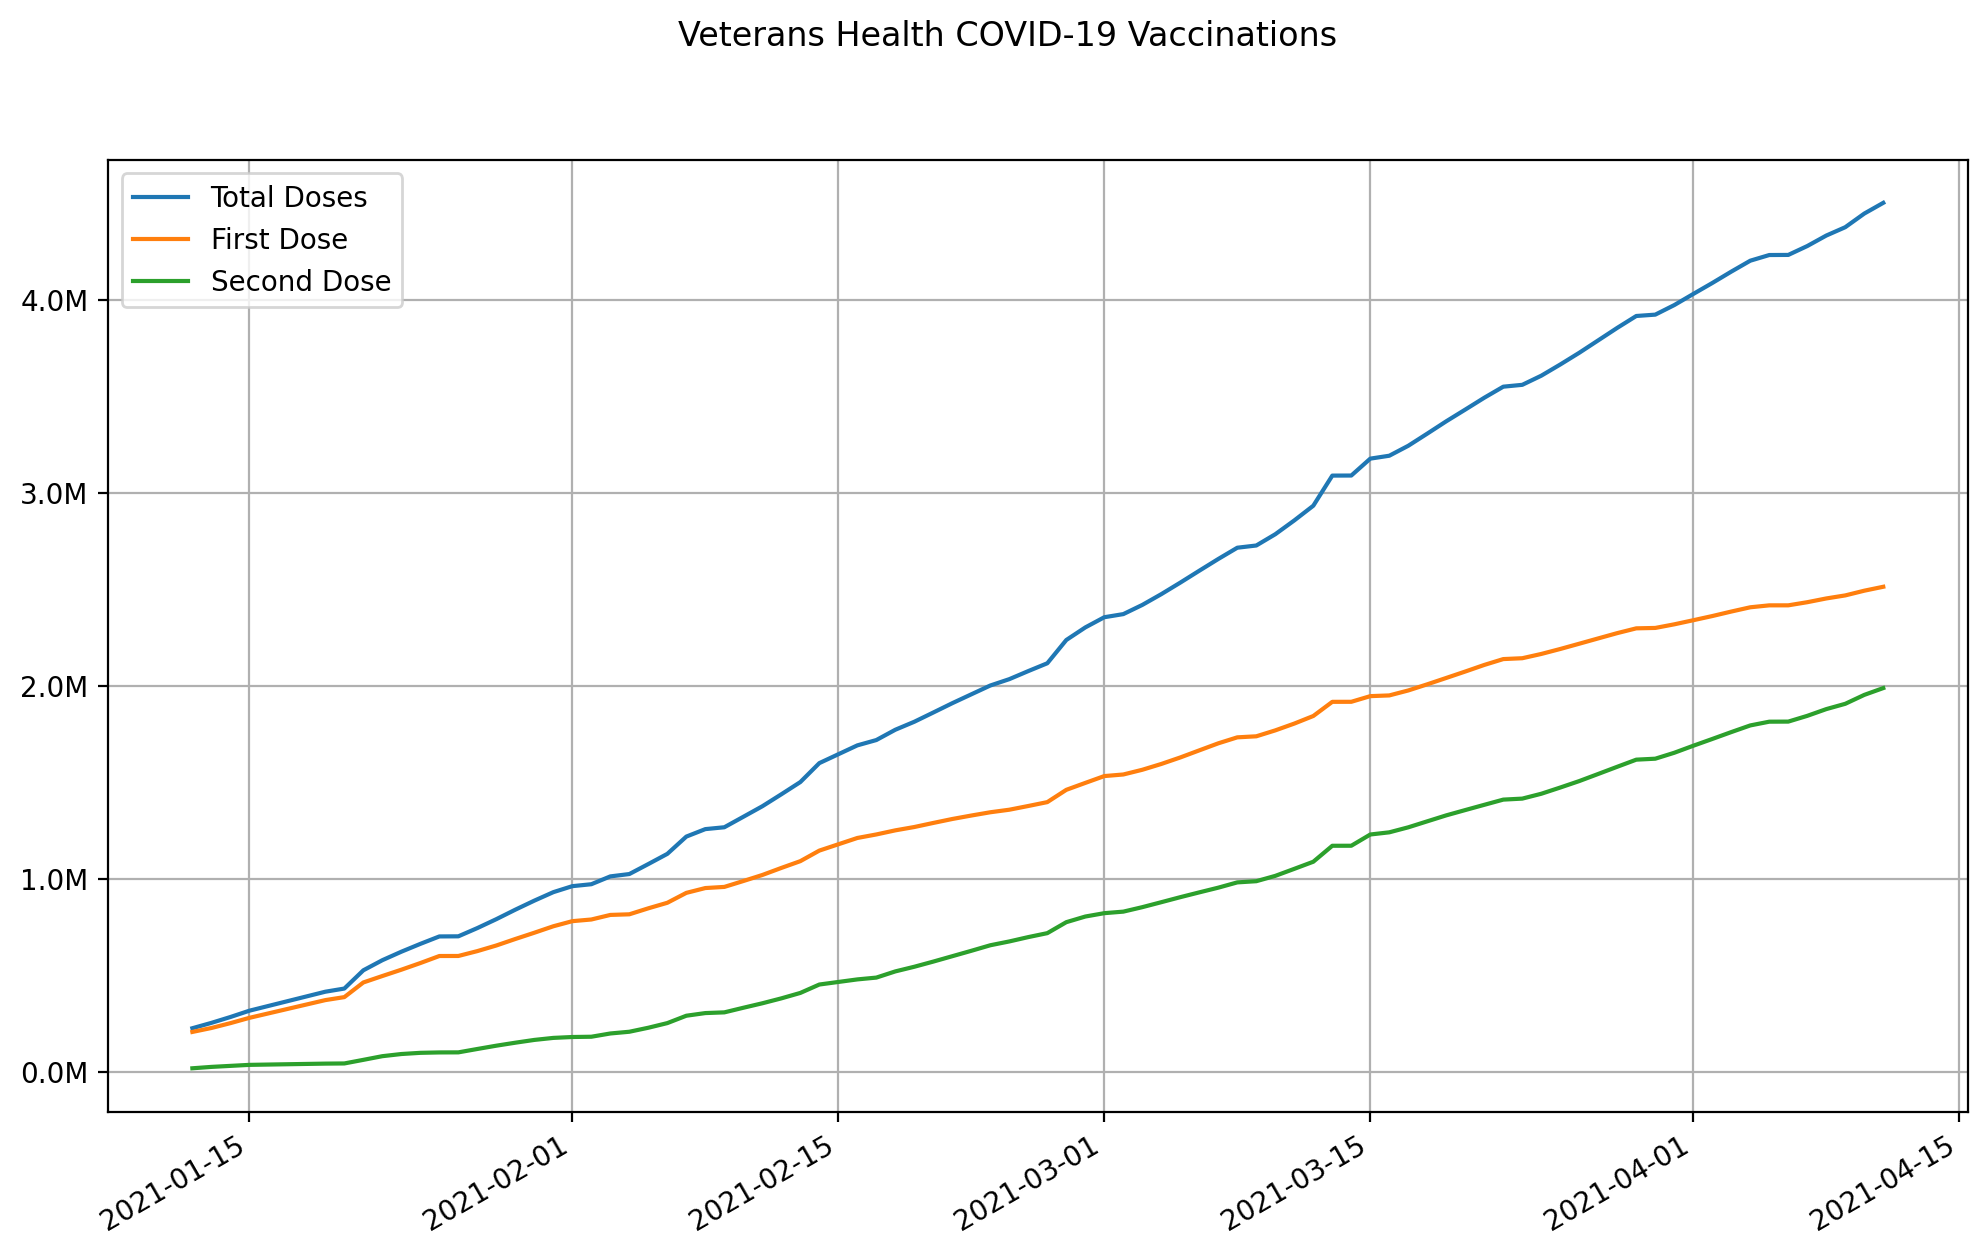 Veterans Health COVID-19 Vaccinations
Total Doses
First Dose
Second Dose
4.0M
3.0M
2.0M
1.0M
0.0M
2021-01-15
2021-02-01
2021-02-15
2021-03-01
2021-03-15
2021-04-01
2021-04-15